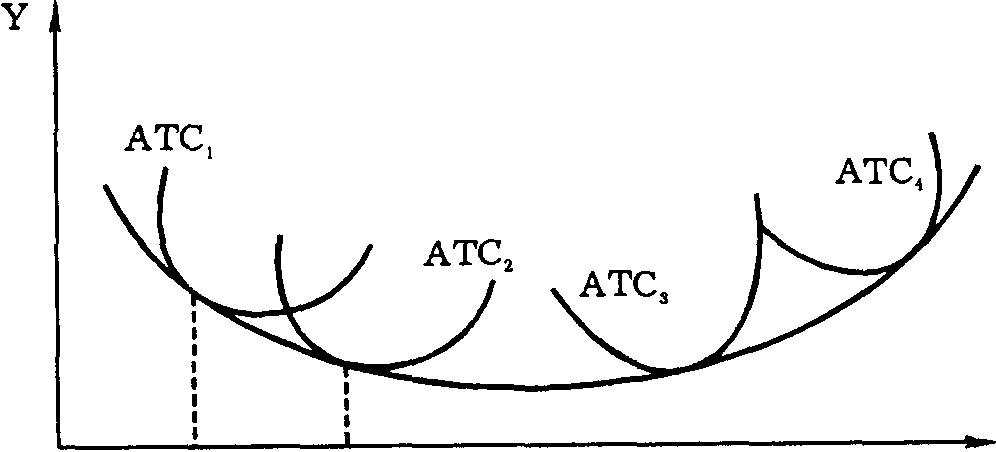 Y
ATC₁
ATC₄
ATC₂
ATC₃